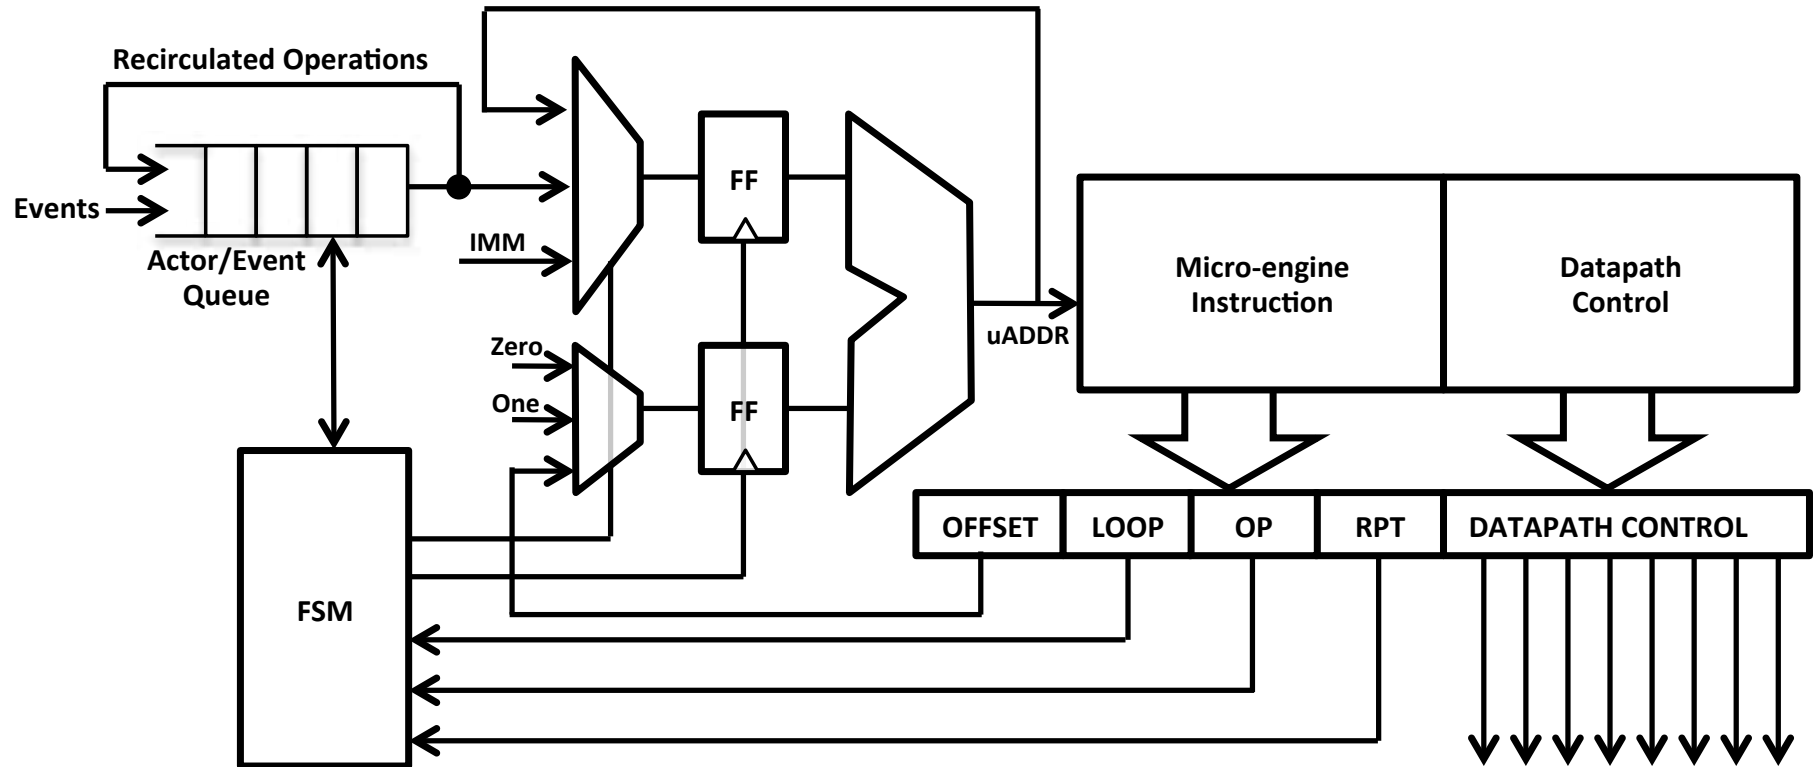 Recirculated Operations
Events
Actor/Event
Queue
IMM
Zero
One
FF
FF
uADDR
Micro-engine
Instruction
Datapath
Control
OFFSET
LOOP
OP
RPT
DATAPATH CONTROL
FSM